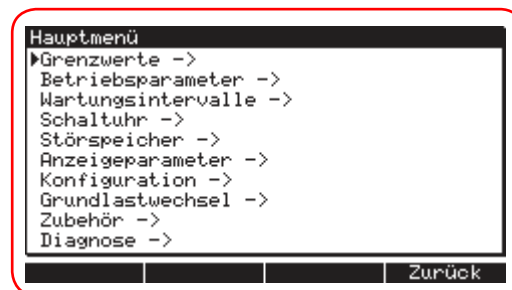 Hauptmenü
▶Grenzwerte ->
Betriebsparameter ->
Wartungsintervalle ->
Schaltuhr ->
Störspeicher ->
Anzeigeparameter ->
Konfiguration ->
Grundlastwechsel ->
Zubehör ->
Diagnose ->
Zurück